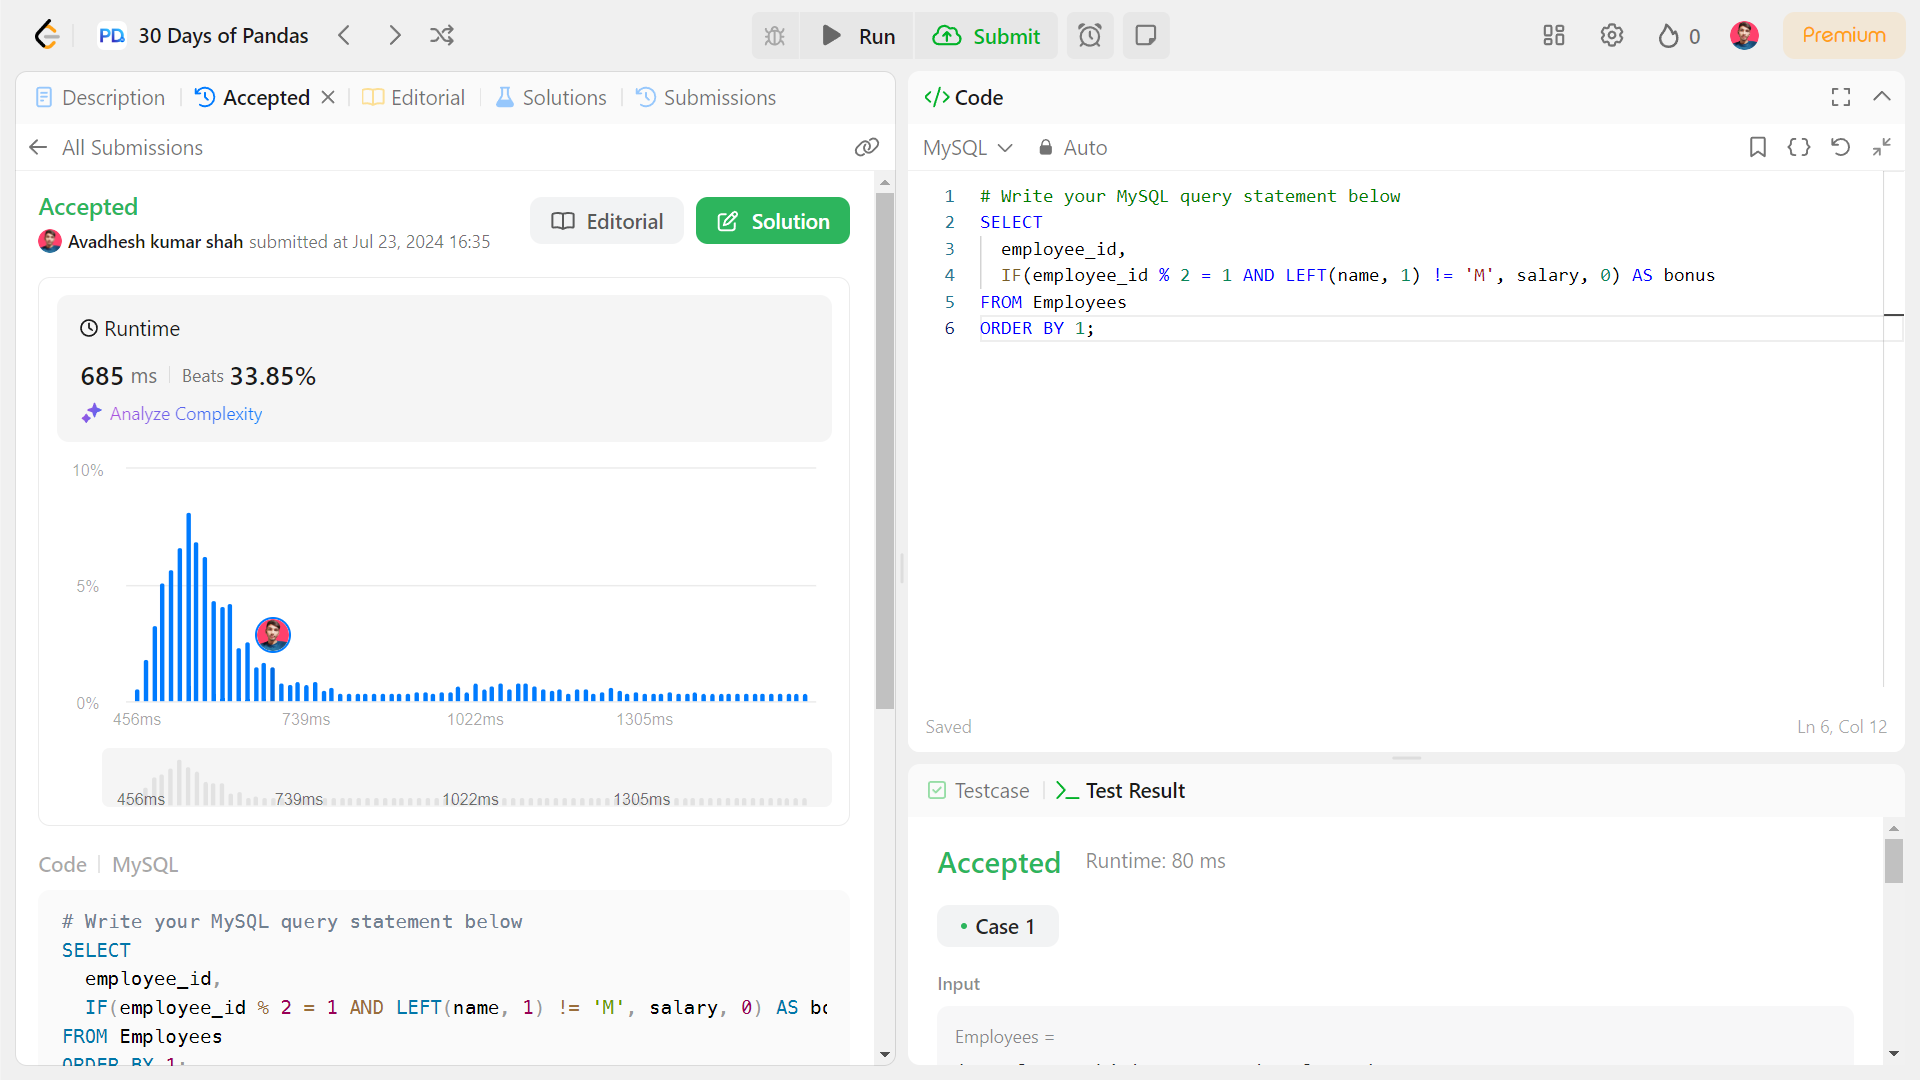 PD 30 Days of Pandas
Run
Submit
0
Premium
Description
Accepted
Editorial
Solutions
Submissions
All Submissions
Accepted
Avadhesh kumar shah submitted at Jul 23, 2024 16:35
Editorial
Solution
Runtime
685 ms
Beats 33.85%
Analyze Complexity
10%
5%
0%
456ms 739ms 1022ms 1305ms
456ms 739ms 1022ms 1305ms
Code
MySQL
# Write your MySQL query statement below
SELECT
employee_id,
IF(employee_id % 2 = 1 AND LEFT(name, 1) != 'M', salary, 0) AS
FROM Employees
ORDER BY 1;
</> Code
MySQL
Auto
1 # Write your MySQL query statement below
2 SELECT
3 employee_id,
4 IF(employee_id % 2 = 1 AND LEFT(name, 1) != 'M', salary, 0) AS bonus
5 FROM Employees
6 ORDER BY 1;
Saved
Ln 6, Col 12
Testcase
Test Result
Accepted
Runtime: 80 ms
Case 1
Input
Employees =